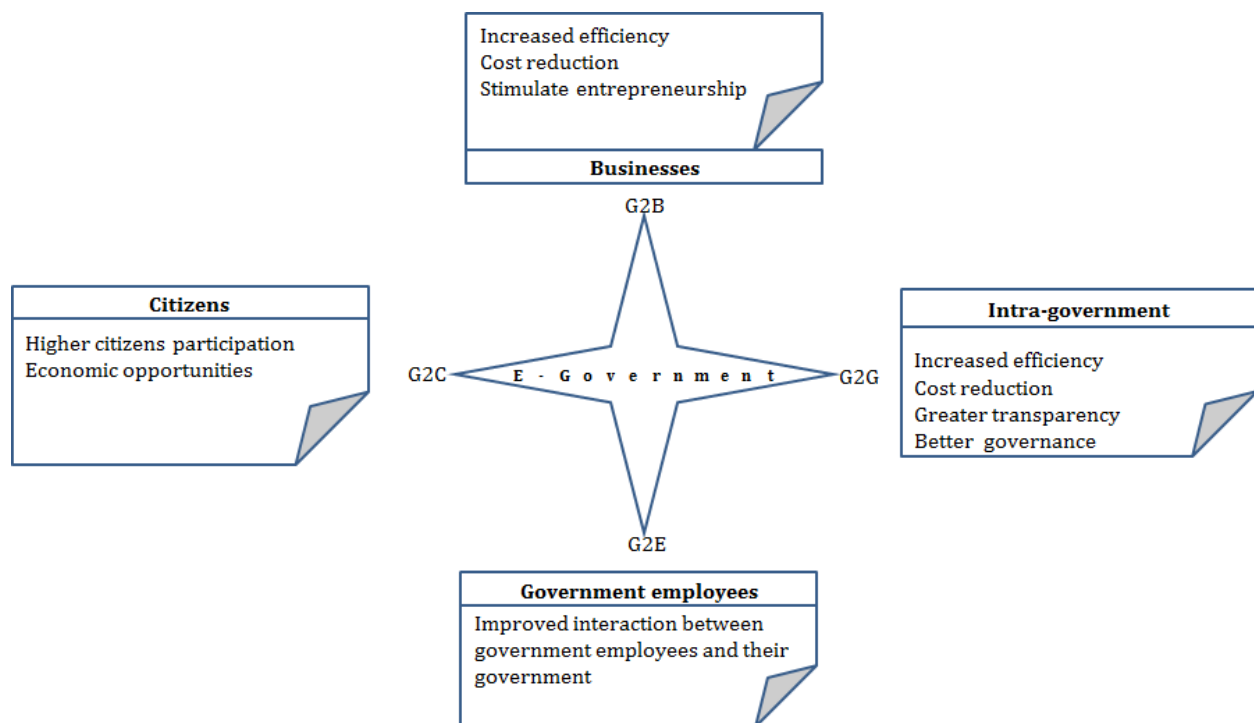 Increased efficiency
Cost reduction
Stimulate entrepreneurship
Businesses
G2B
Citizens
Higher citizens participation
Economic opportunities
G2C
E - Government
G2G
Intra-government
Increased efficiency
Cost reduction
Greater transparency
Better governance
G2E
Government employees
Improved interaction between
government employees and their
government